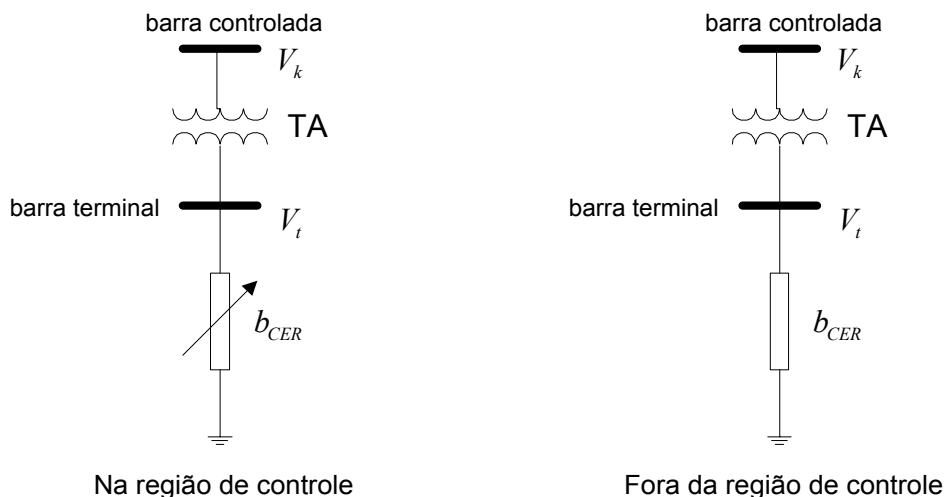 barra controlada
V_k
TA
barra terminal
V_t
b_CER
Na região de controle
barra controlada
V_k
TA
barra terminal
V_t
b_CER
Fora da região de controle